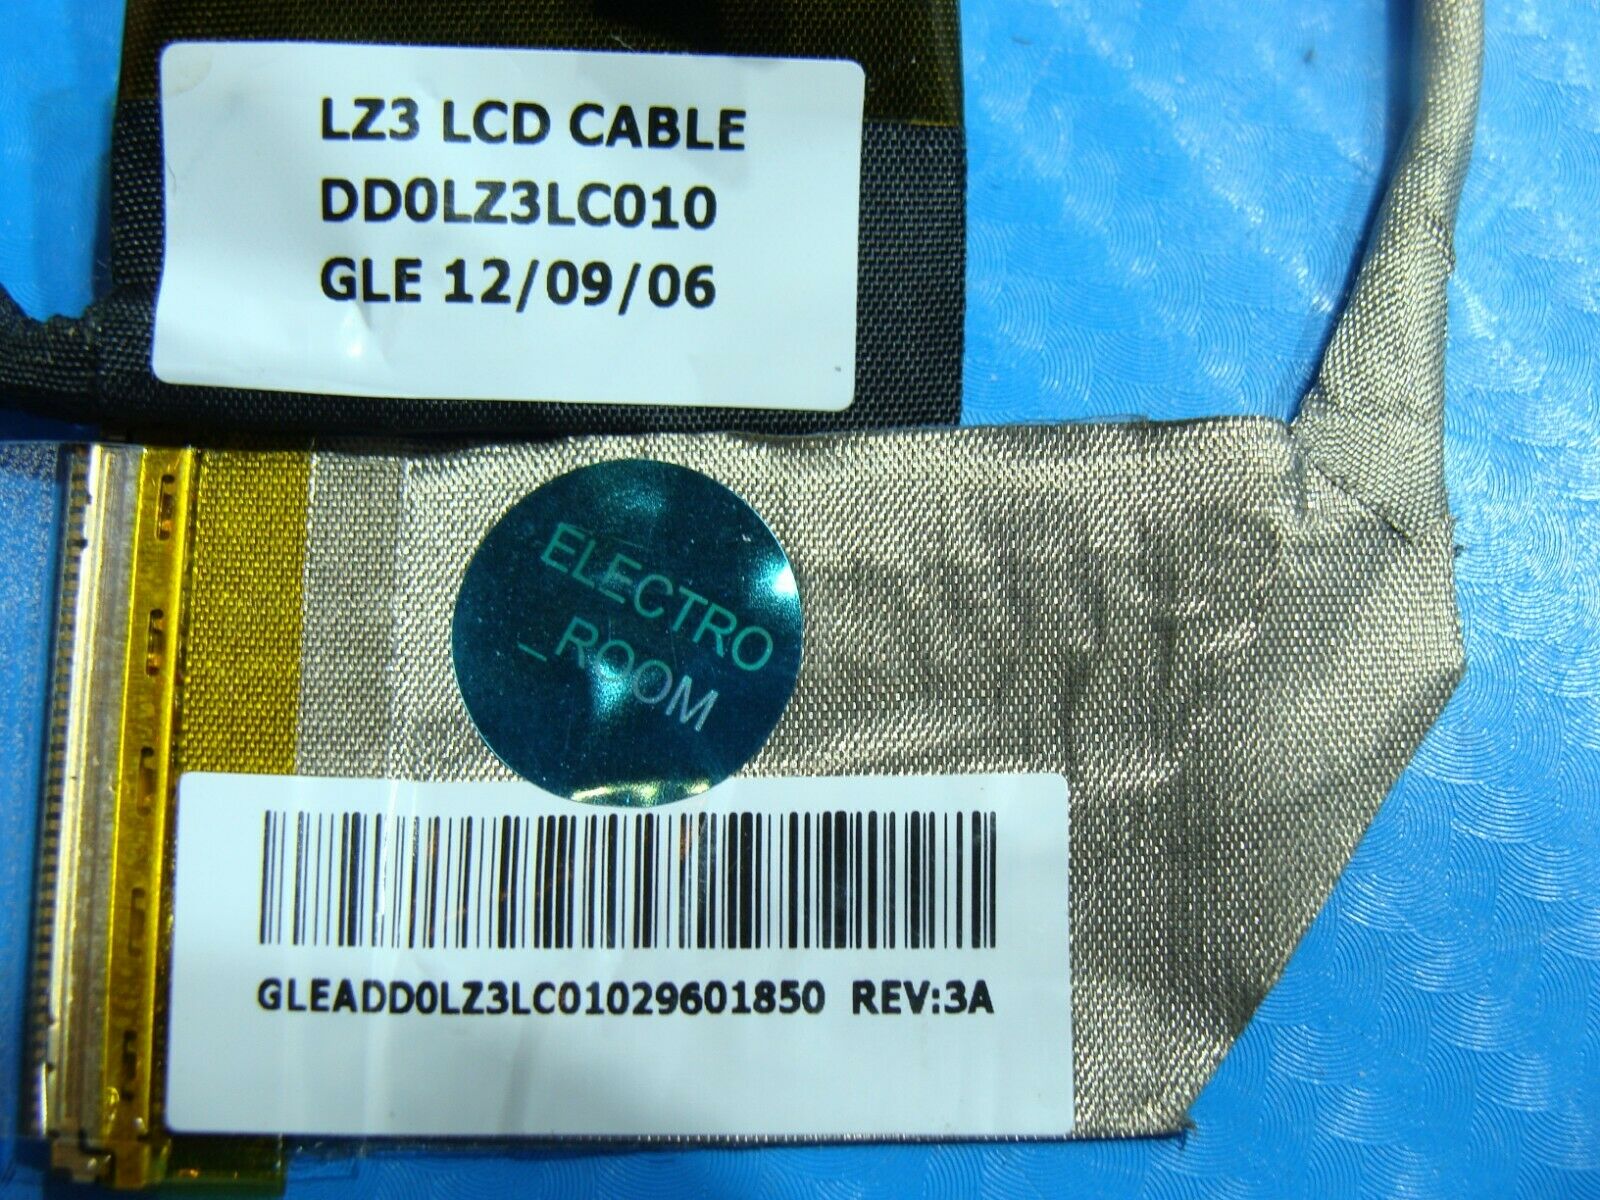 LZ3 LCD CABLE
DD0LZ3LC010
GLE 12/09/06
ELECTRO
_ROOM
GLEADD0LZ3LC01029601850 REV:3A